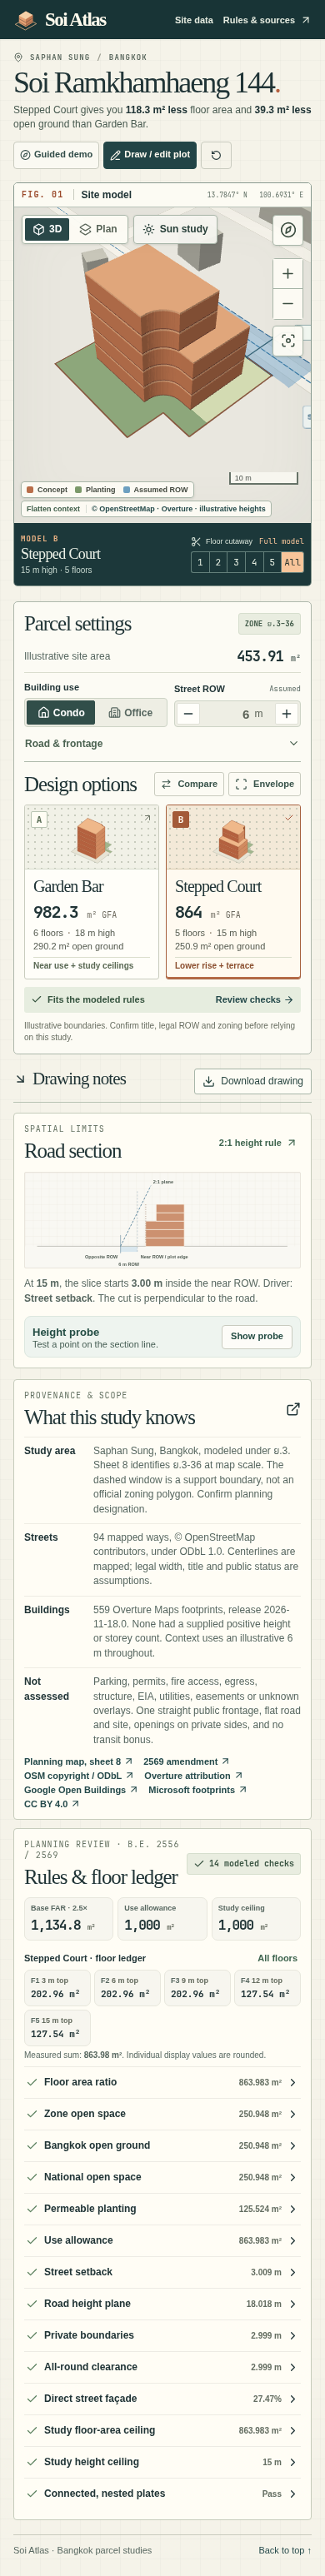 Soi Atlas
Site data Rules & sources
SAPHAN SUNG / BANGKOK
Soi Ramkhamhaeng 144.
Stepped Court gives you 118.3 m² less floor area and 39.3 m² less
open ground than Garden Bar.
Guided demo Draw / edit plot
FIG. 01 Site model 13.7847° N 100.6931° E
3D Plan Sun study
10 m
Concept Planting Assumed ROW
Flatten context © OpenStreetMap · Overture · illustrative heights
MODEL B
Stepped Court
15 m high · 5 floors
Floor cutaway Full model
1 2 3 4 5 All
Parcel settings
ZONE ย.3-36
Illustrative site area 453.91 m²
Building use Street ROW Assumed
Condo Office 6 m
Road & frontage
Design options Compare Envelope
A
Garden Bar
982.3 m² GFA
6 floors · 18 m high
290.2 m² open ground
Near use + study ceilings
B
Stepped Court
864 m² GFA
5 floors · 15 m high
250.9 m² open ground
Lower rise + terrace
Fits the modeled rules Review checks
Illustrative boundaries. Confirm title, legal ROW and zoning before relying
on this study.
Drawing notes Download drawing
SPATIAL LIMITS
Road section 2:1 height rule
2:1 plane
Opposite ROW Near ROW / plot edge
6 m ROW
At 15 m, the slice starts 3.00 m inside the near ROW. Driver:
Street setback. The cut is perpendicular to the road.
Height probe
Test a point on the section line.
Show probe
PROVENANCE & SCOPE
What this study knows
Study area Saphan Sung, Bangkok, modeled under ย.3.
Sheet 8 identifies ย.3-36 at map scale. The
dashed window is a support boundary, not an
official zoning polygon. Confirm planning
designation.
Streets 94 mapped ways, © OpenStreetMap
contributors, under ODbL 1.0. Centerlines are
mapped; legal width, title and public status are
assumptions.
Buildings 559 Overture Maps footprints, release 2026-
11-18.0. None had a supplied positive height
or storey count. Context uses an illustrative 6
m throughout.
Not assessed Parking, permits, fire access, egress,
structure, EIA, utilities, easements or unknown
overlays. One straight public frontage, flat road
and site, openings on private sides, and no
transit bonus.
Planning map, sheet 8 2569 amendment
OSM copyright / ODbL Overture attribution
Google Open Buildings Microsoft footprints
CC BY 4.0
PLANNING REVIEW · B.E. 2556
/ 2569
Rules & floor ledger 14 modeled checks
Base FAR · 2.5× 1,134.8 m²
Use allowance 1,000 m²
Study ceiling 1,000 m²
Stepped Court · floor ledger All floors
F1 3 m top 202.96 m²
F2 6 m top 202.96 m²
F3 9 m top 202.96 m²
F4 12 m top 127.54 m²
F5 15 m top 127.54 m²
Measured sum: 863.98 m². Individual display values are rounded.
Floor area ratio 863.983 m²
Zone open space 250.948 m²
Bangkok open ground 250.948 m²
National open space 250.948 m²
Permeable planting 125.524 m²
Use allowance 863.983 m²
Street setback 3.009 m
Road height plane 18.018 m
Private boundaries 2.999 m
All-round clearance 2.999 m
Direct street façade 27.47%
Study floor-area ceiling 863.983 m²
Study height ceiling 15 m
Connected, nested plates Pass
Soi Atlas · Bangkok parcel studies Back to top ↑